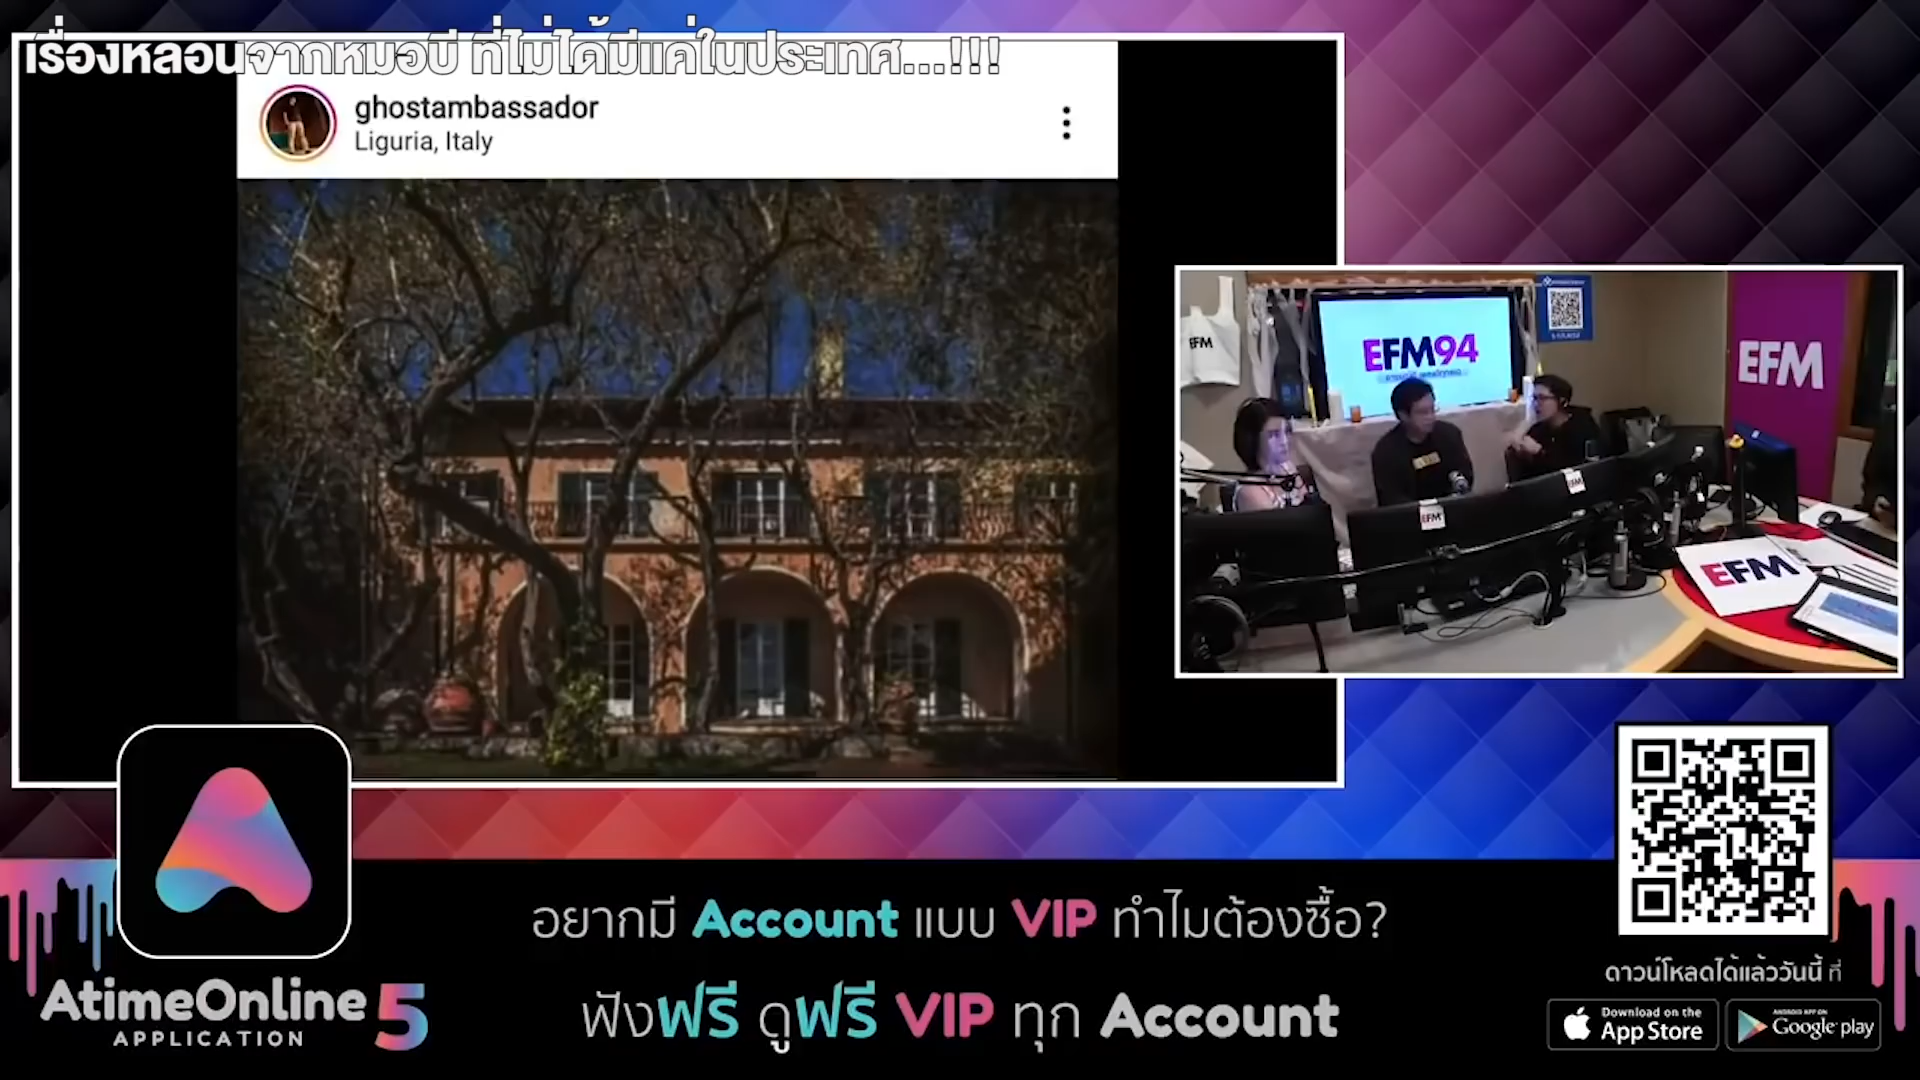 เรื่องหลอนจากหมอบี ที่ไม่ได้มีแค่ในประเทศ...!!!
ghostambassador
Liguria, Italy
EFM
EFM94
EFM
EFM
EFM
EFM
อยากมี Account แบบ VIP ทำไมต้องซื้อ?
ฟังฟรี ดูฟรี VIP ทุก Account
AtimeOnline 5
APPLICATION
ดาวน์โหลดได้แล้ววันนี้ ที่
Download on the
App Store
ANDROID APP ON
Google play